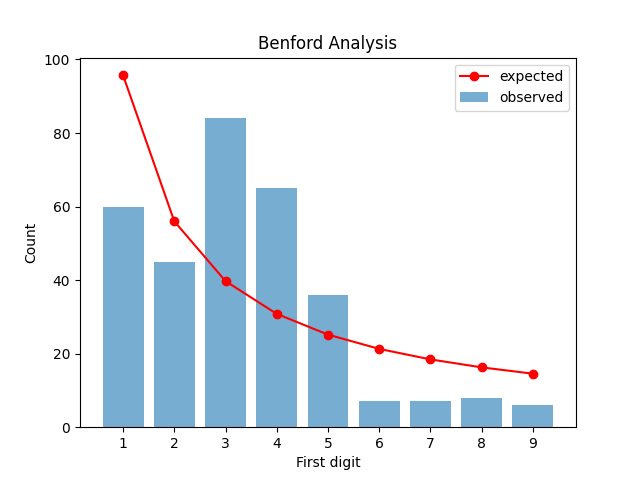 Benford Analysis
expected
observed
100
80
60
40
20
0
Count
1 2 3 4 5 6 7 8 9
First digit